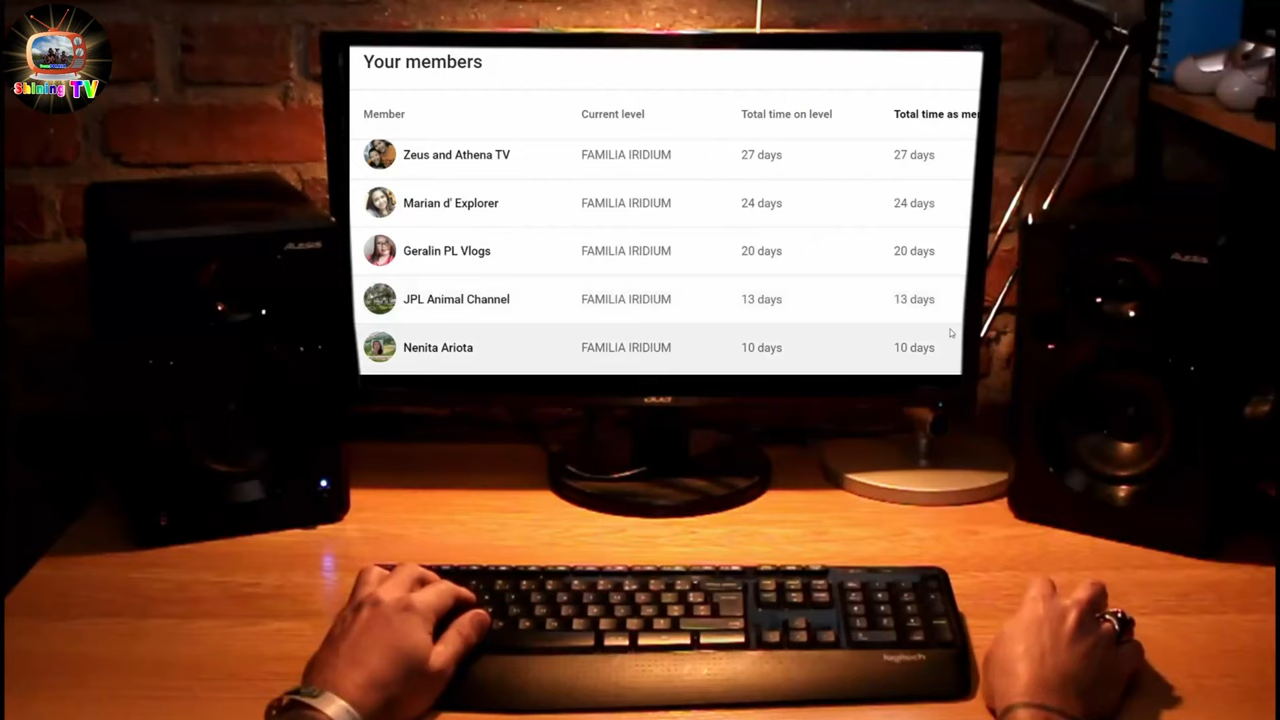 Shining TV
Your members
Member Current level Total time on level Total time as mem
Zeus and Athena TV FAMILIA IRIDIUM 27 days 27 days
Marian d' Explorer FAMILIA IRIDIUM 24 days 24 days
Geralin PL Vlogs FAMILIA IRIDIUM 20 days 20 days
JPL Animal Channel FAMILIA IRIDIUM 13 days 13 days
Nenita Ariota FAMILIA IRIDIUM 10 days 10 days
acer
logitech